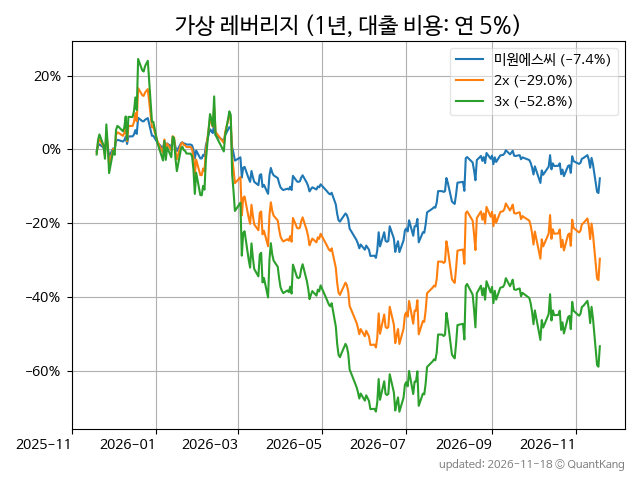 가상 레버리지 (1년, 대출 비용: 연 5%)
미원에스씨 (−7.4%)
2x (−29.0%)
3x (−52.8%)
20%
0%
−20%
−40%
−60%
2025-11 2026-01 2026-03 2026-05 2026-07 2026-09 2026-11
updated: 2026-11-18 © QuantKang